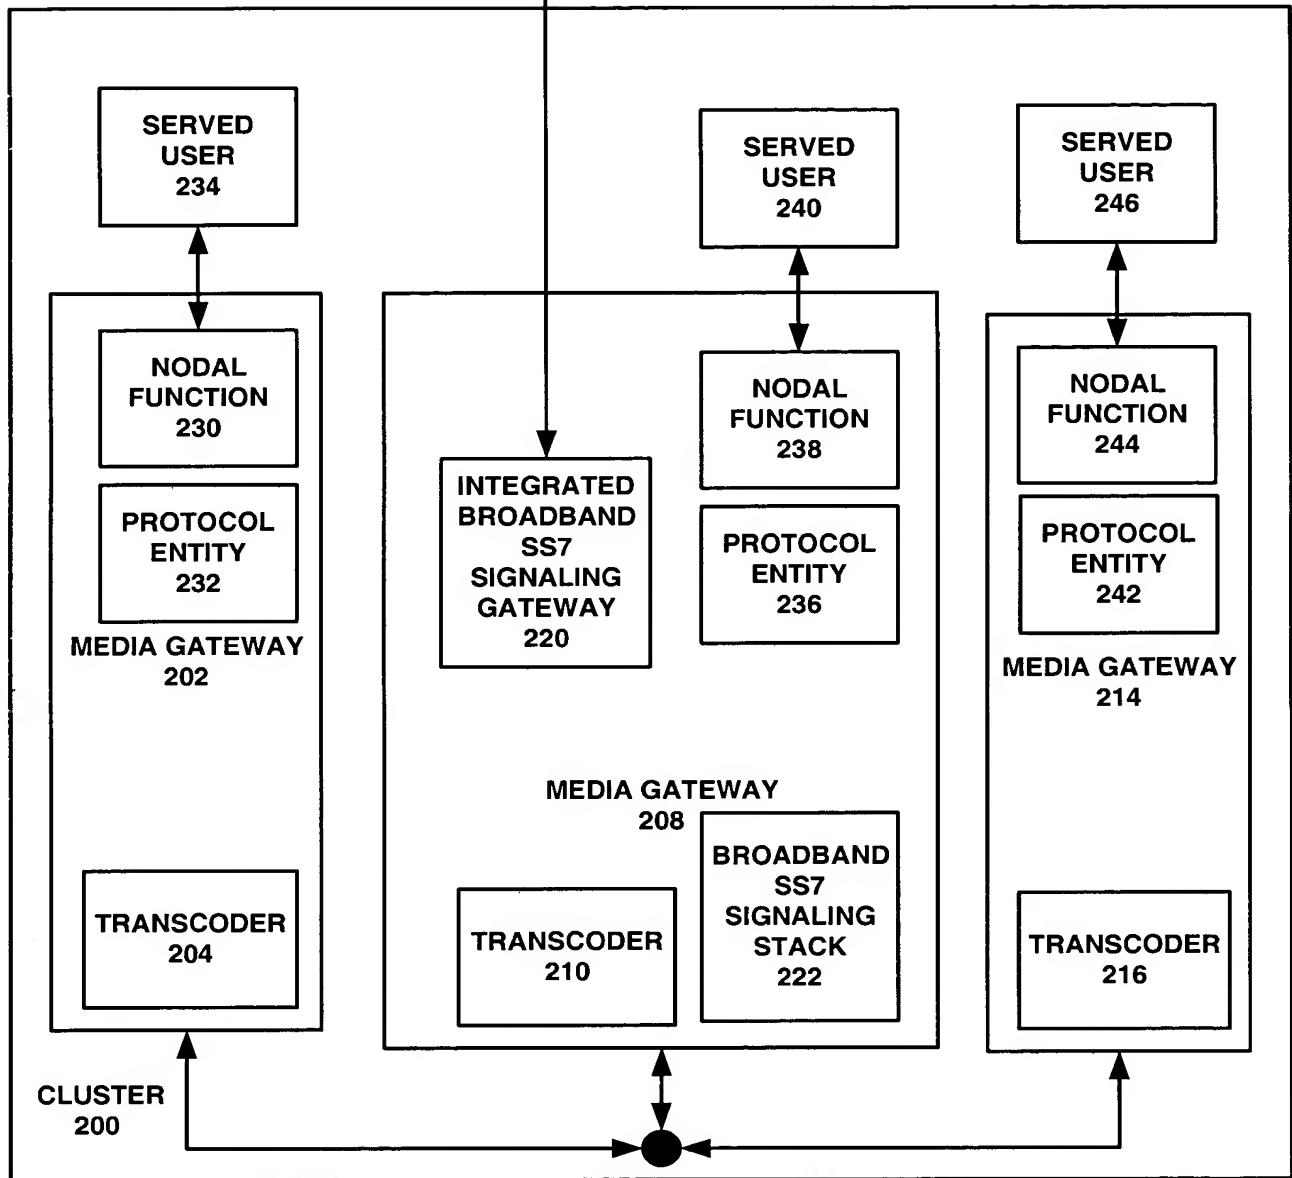 SERVED
USER
234
SERVED
USER
240
SERVED
USER
246
NODAL
FUNCTION
230
PROTOCOL
ENTITY
232
MEDIA GATEWAY
202
TRANSCODER
204
INTEGRATED
BROADBAND
SS7
SIGNALING
GATEWAY
220
NODAL
FUNCTION
238
PROTOCOL
ENTITY
236
MEDIA GATEWAY
208
TRANSCODER
210
BROADBAND
SS7
SIGNALING
STACK
222
NODAL
FUNCTION
244
PROTOCOL
ENTITY
242
MEDIA GATEWAY
214
TRANSCODER
216
CLUSTER
200